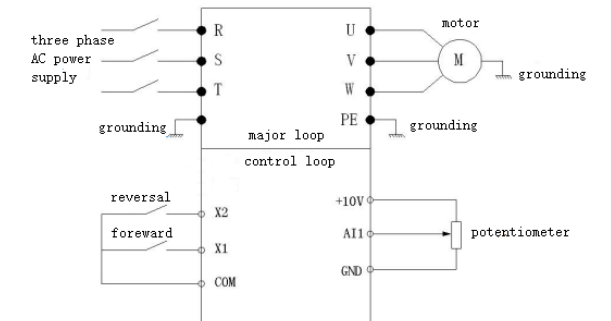 three phase
AC power
supply
R
S
T
grounding
U
V
W
PE
motor
M
grounding
grounding
major loop
control loop
reversal
foreward
X2
X1
COM
+10V
AI1
GND
potentiometer